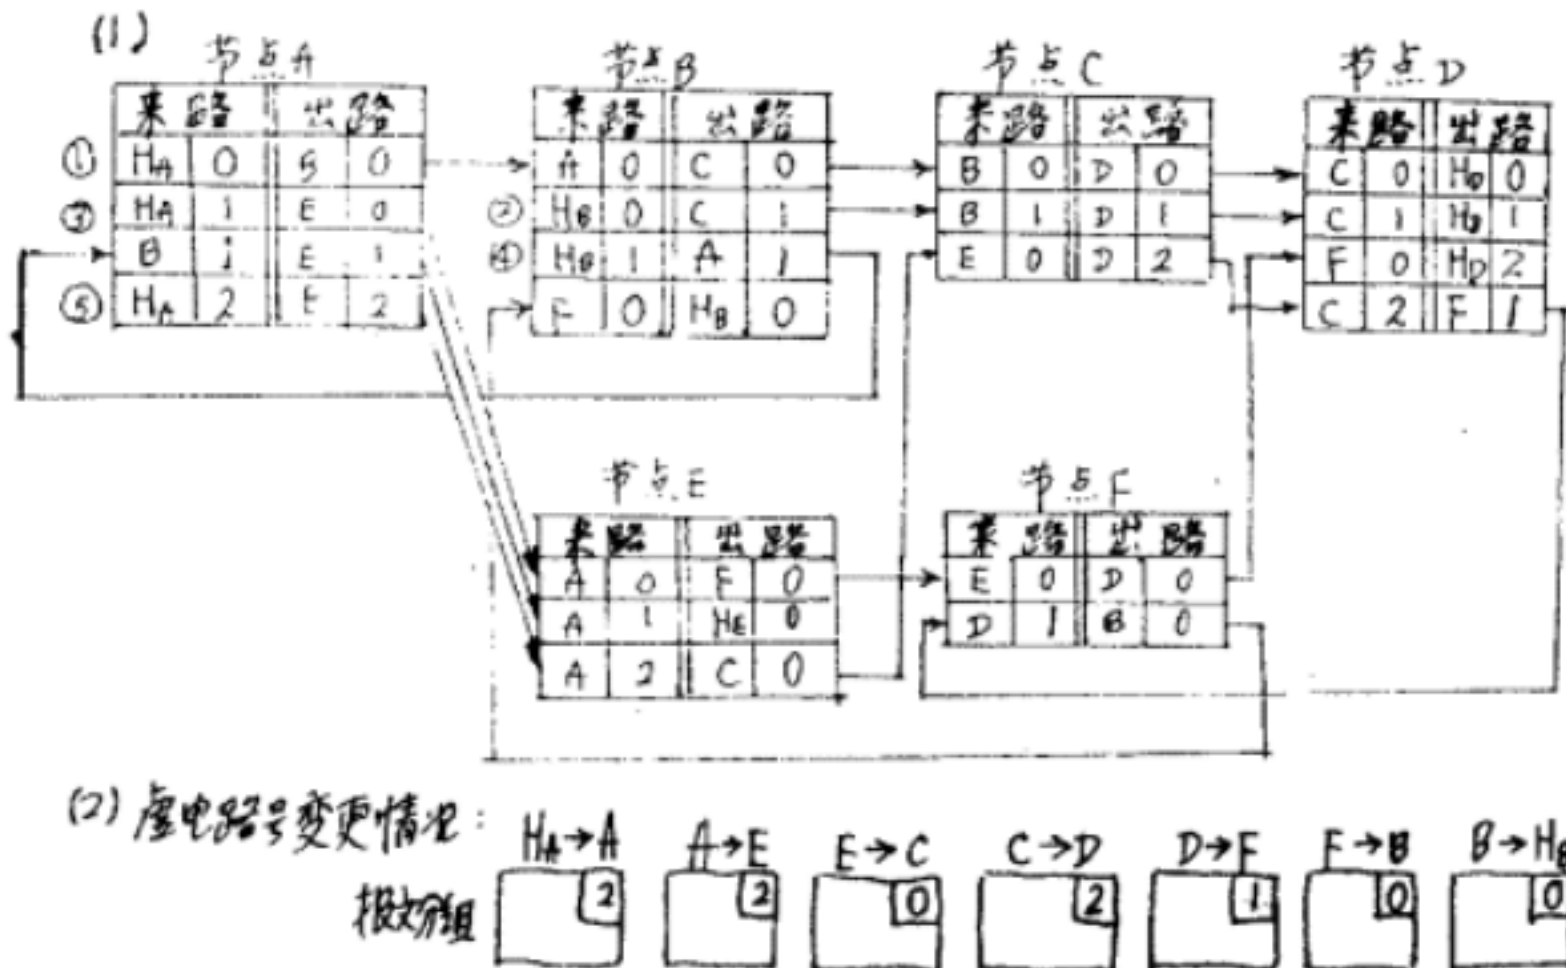 (1)
节点A 节点B 节点C 节点D
来路 出路 来路 出路 来路 出路 来路 出路
① HA 0 B 0 A 0 C 0 B 0 D 0 C 0 HD 0
③ HA 1 E 0 ② HB 0 C 1 B 1 D 1 C 1 HD 1
B 1 E 1 ④ HB 1 A 1 E 0 D 2 F 0 HD 2
⑤ HA 2 E 2 F 0 HB 0 C 2 F 1
节点E 节点F
来路 出路 来路 出路
A 0 F 0 E 0 D 0
A 1 HE 0 D 1 B 0
A 2 C 0
(2) 虚电路号变更情况:
HA→A A→E E→C C→D D→F F→B B→HB
报文分组 2 2 0 2 1 0 0